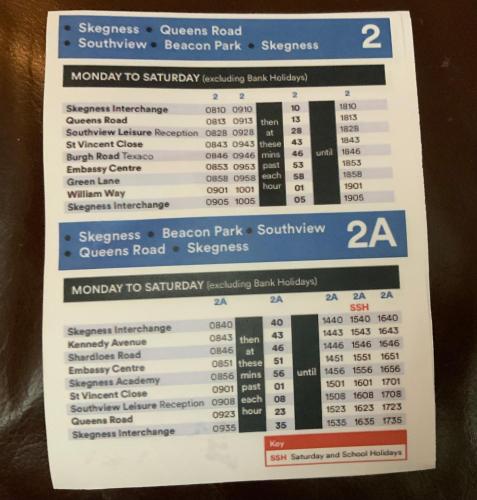 • Skegness • Queens Road
• Southview • Beacon Park • Skegness
2
MONDAY TO SATURDAY (excluding Bank Holidays)
2 2 2 2
Skegness Interchange 0810 0910 10 1810
Queens Road 0813 0913 then 13 1813
Southview Leisure Reception 0828 0928 at 28 1828
St Vincent Close 0843 0943 these 43 1843
Burgh Road Texaco 0846 0946 mins 46 until 1846
Embassy Centre 0853 0953 past 53 1853
Green Lane 0858 0958 each 58 1858
William Way 0901 1001 hour 01 1901
Skegness Interchange 0905 1005 05 1905
• Skegness • Beacon Park • Southview
• Queens Road • Skegness
2A
MONDAY TO SATURDAY (excluding Bank Holidays)
2A 2A 2A 2A 2A
SSH
Skegness Interchange 0840 40 1440 1540 1640
Kennedy Avenue 0843 then 43 1443 1543 1643
Shardloes Road 0846 at 46 1446 1546 1646
Embassy Centre 0851 these 51 1451 1551 1651
Skegness Academy 0856 mins 56 until 1456 1556 1656
St Vincent Close 0901 past 01 1501 1601 1701
Southview Leisure Reception 0908 each 08 1508 1608 1708
Queens Road 0923 hour 23 1523 1623 1723
Skegness Interchange 0935 35 1535 1635 1735
Key
SSH Saturday and School Holidays